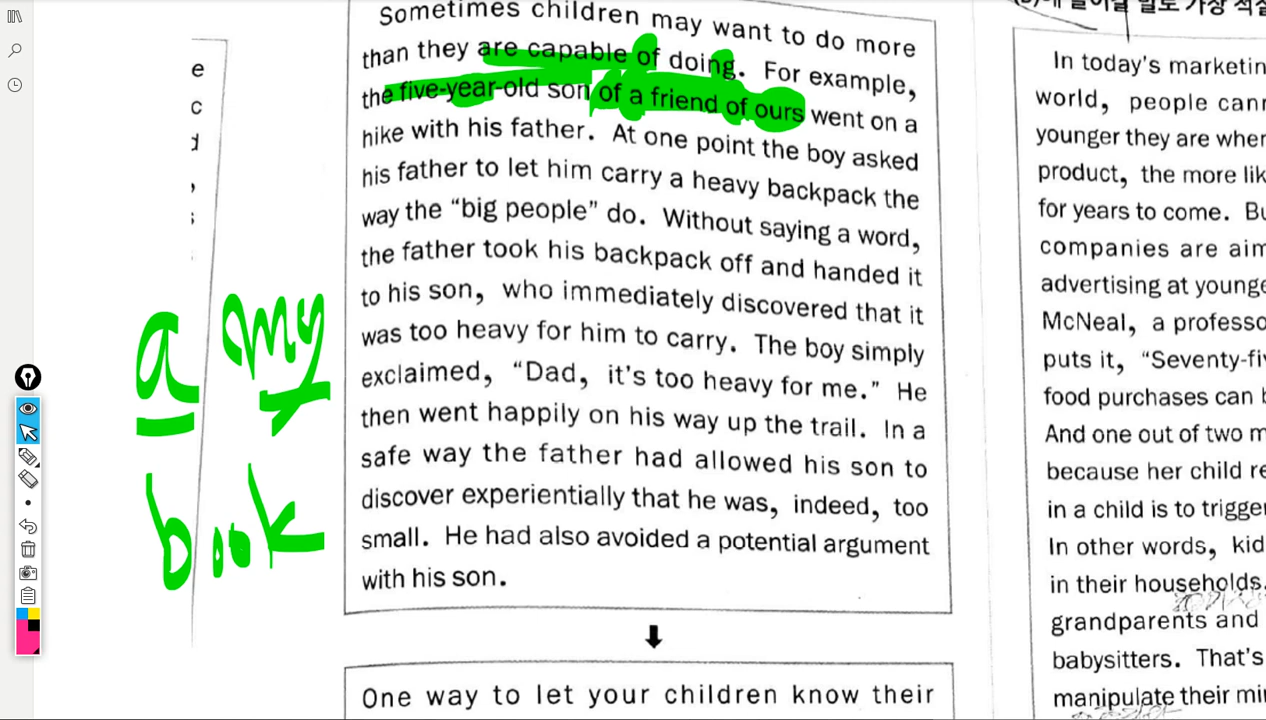 e
c
d
,
s
a my
book
Sometimes children may want to do more
than they are capable of doing. For example,
the five-year-old son of a friend of ours went on a
hike with his father. At one point the boy asked
his father to let him carry a heavy backpack the
way the “big people” do. Without saying a word,
the father took his backpack off and handed it
to his son, who immediately discovered that it
was too heavy for him to carry. The boy simply
exclaimed, “Dad, it's too heavy for me.” He
then went happily on his way up the trail. In a
safe way the father had allowed his son to
discover experientially that he was, indeed, too
small. He had also avoided a potential argument
with his son.
One way to let your children know their
말로 가장
In today's marketin
world, people cann
younger they are wher
product, the more lik
for years to come. Bu
companies are aim
advertising at younge
McNeal, a professo
puts it, “Seventy-fiv
food purchases can b
And one out of two m
because her child re
in a child is to trigger
In other words, kid
in their households.
grandparents and
babysitters. That's
manipulate their min